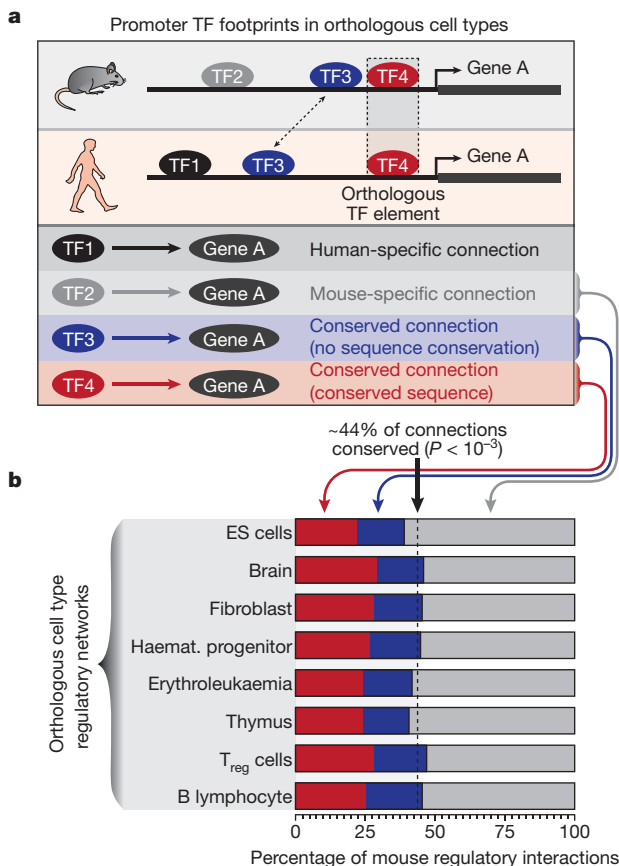 a
Promoter TF footprints in orthologous cell types
TF2 TF3 TF4 Gene A
TF1 TF3 TF4 Gene A
Orthologous
TF element
TF1 Gene A Human-specific connection
TF2 Gene A Mouse-specific connection
TF3 Gene A Conserved connection
(no sequence conservation)
TF4 Gene A Conserved connection
(conserved sequence)
~44% of connections
conserved (P < 10⁻³)
b
Orthologous cell type
regulatory networks
ES cells
Brain
Fibroblast
Haemat. progenitor
Erythroleukaemia
Thymus
Treg cells
B lymphocyte
0 25 50 75 100
Percentage of mouse regulatory interactions